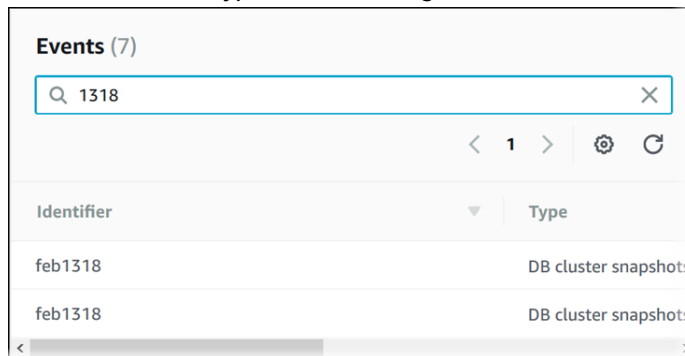 Events (7)
1318
1
Identifier Type
feb1318 DB cluster snapshots
feb1318 DB cluster snapshots